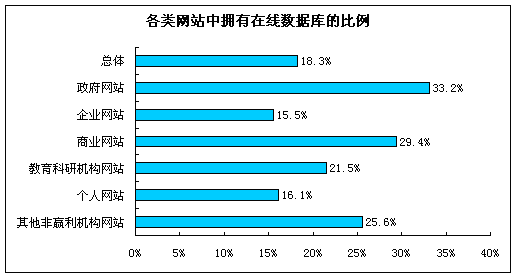 各类网站中拥有在线数据库的比例
总体 18.3%
政府网站 33.2%
企业网站 15.5%
商业网站 29.4%
教育科研机构网站 21.5%
个人网站 16.1%
其他非赢利机构网站 25.6%
0% 5% 10% 15% 20% 25% 30% 35% 40%